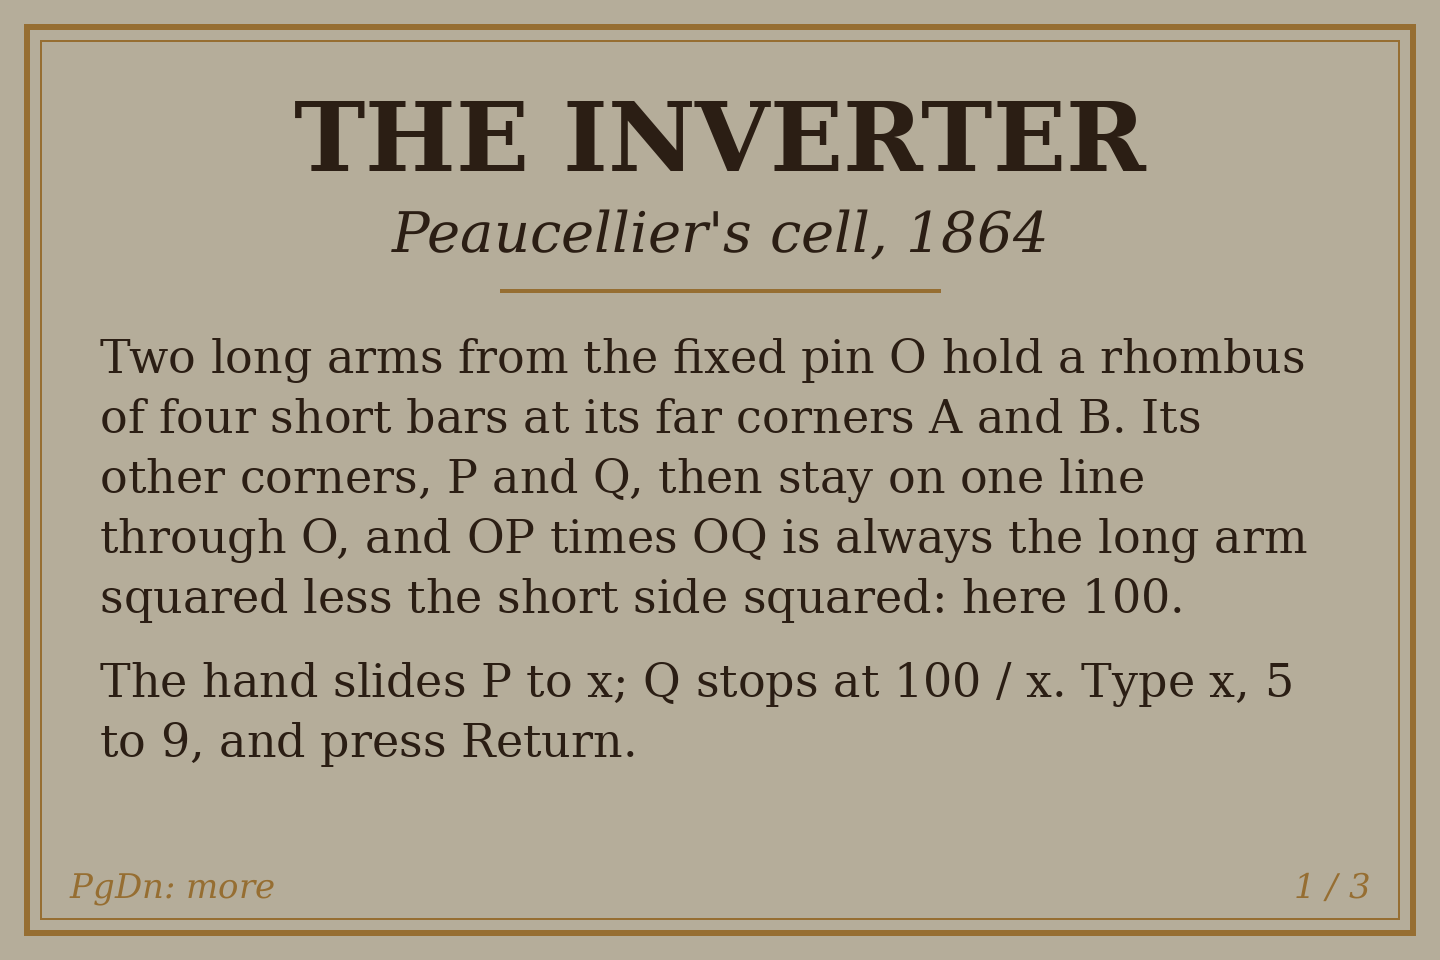 THE INVERTER
Peaucellier's cell, 1864
Two long arms from the fixed pin O hold a rhombus
of four short bars at its far corners A and B. Its
other corners, P and Q, then stay on one line
through O, and OP times OQ is always the long arm
squared less the short side squared: here 100.
The hand slides P to x; Q stops at 100 / x. Type x, 5
to 9, and press Return.
PgDn: more
1 / 3